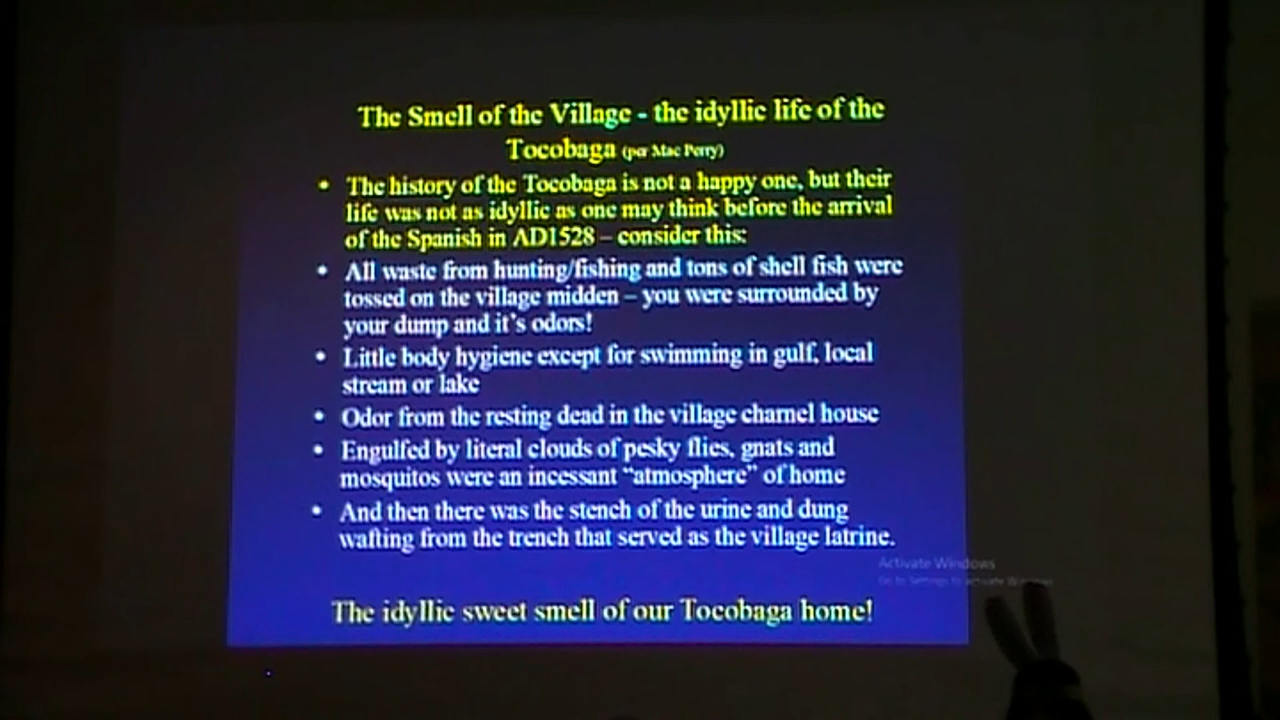 The Smell of the Village - the idyllic life of the
Tocobaga (per Mac Perry)
• The history of the Tocobaga is not a happy one, but their
life was not as idyllic as one may think before the arrival
of the Spanish in AD1528 – consider this:
• All waste from hunting/fishing and tons of shell fish were
tossed on the village midden – you were surrounded by
your dump and it's odors!
• Little body hygiene except for swimming in gulf, local
stream or lake
• Odor from the resting dead in the village charnel house
• Engulfed by literal clouds of pesky flies, gnats and
mosquitos were an incessant “atmosphere” of home
• And then there was the stench of the urine and dung
wafting from the trench that served as the village latrine.
Activate Windows
Go to Settings to activate Windows
The idyllic sweet smell of our Tocobaga home!